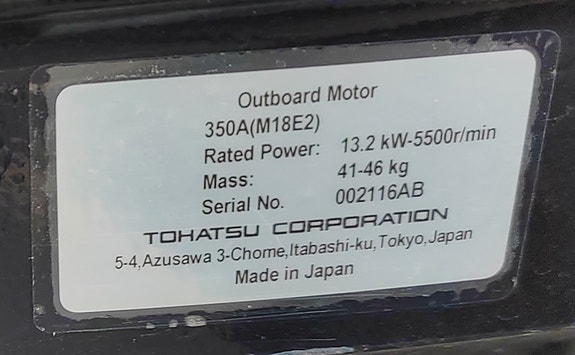 Outboard Motor
350A(M18E2)
Rated Power: 13.2 kW-5500r/min
Mass: 41-46 kg
Serial No. 002116AB
TOHATSU CORPORATION
5-4,Azusawa 3-Chome,Itabashi-ku,Tokyo,Japan
Made in Japan